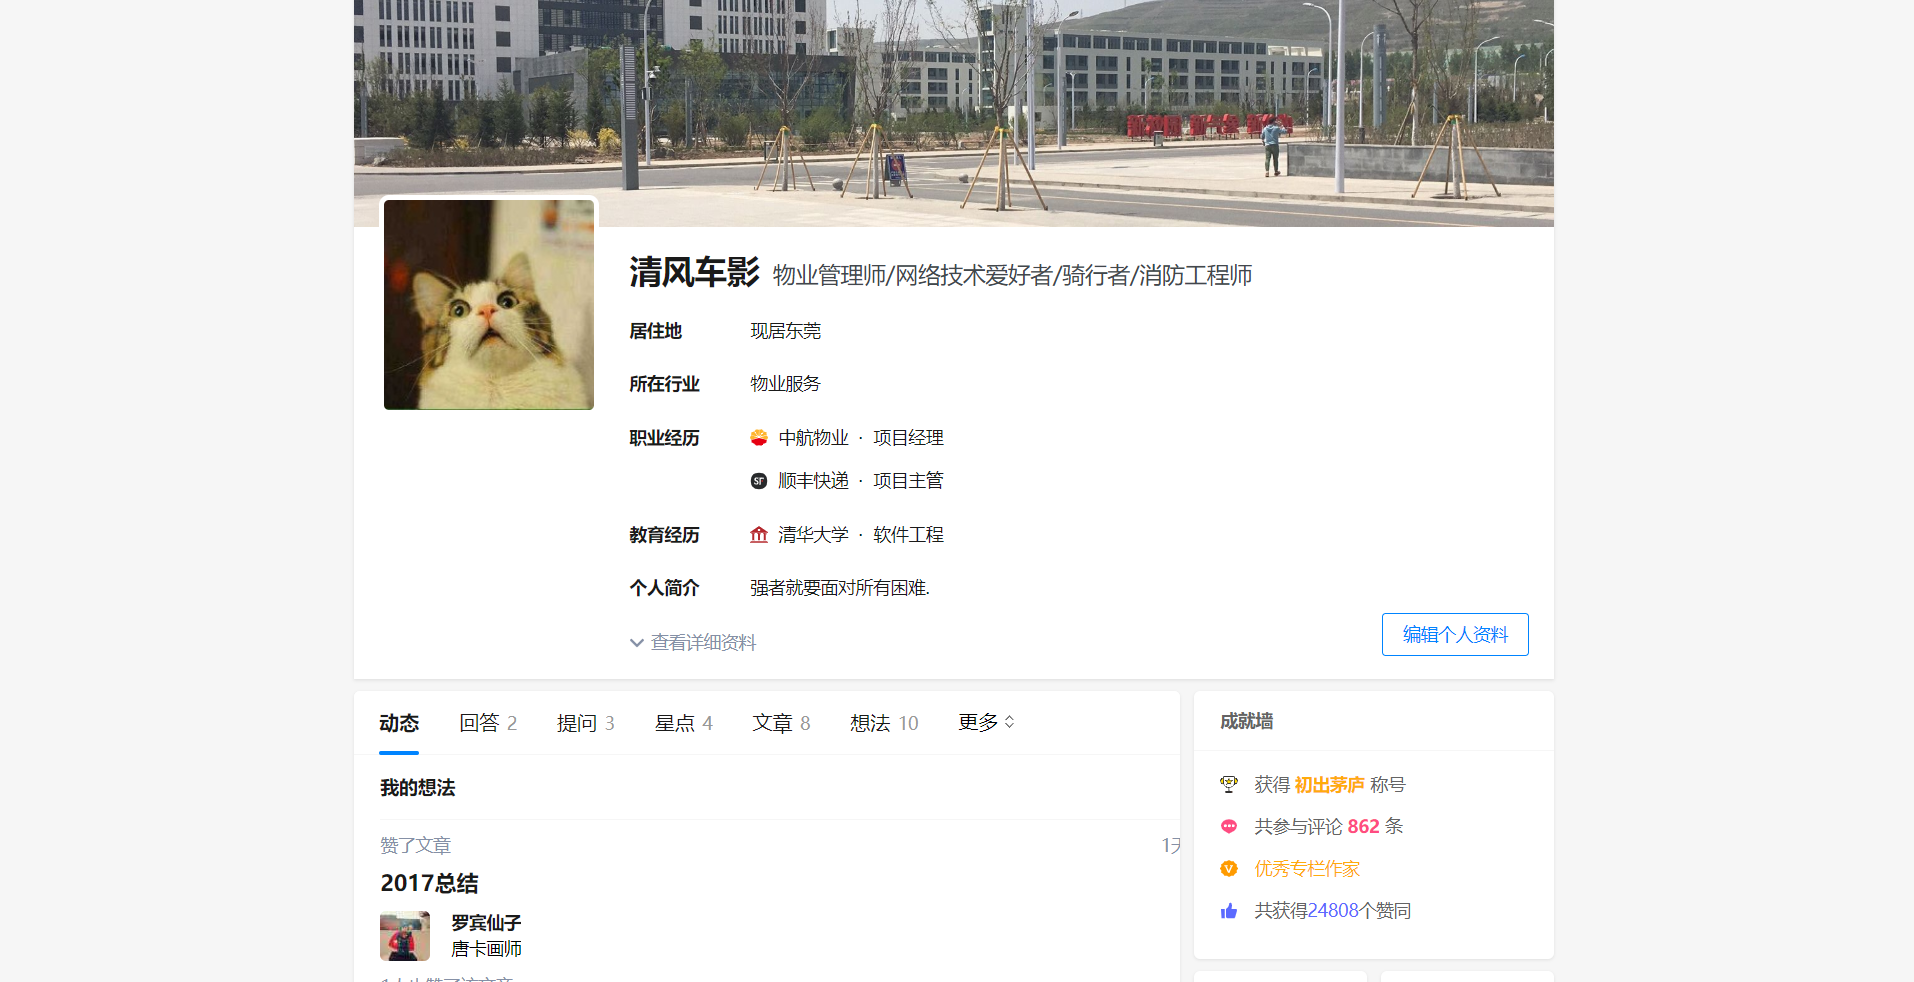 清风车影 物业管理师/网络技术爱好者/骑行者/消防工程师
居住地 现居东莞
所在行业 物业服务
职业经历 中航物业 · 项目经理
顺丰快递 · 项目主管
教育经历 清华大学 · 软件工程
个人简介 强者就要面对所有困难.
查看详细资料
编辑个人资料
动态 回答 2 提问 3 星点 4 文章 8 想法 10 更多
我的想法
赞了文章 1天
2017总结
罗宾仙子
唐卡画师
成就墙
获得 初出茅庐 称号
共参与评论 862 条
优秀专栏作家
共获得24808个赞同